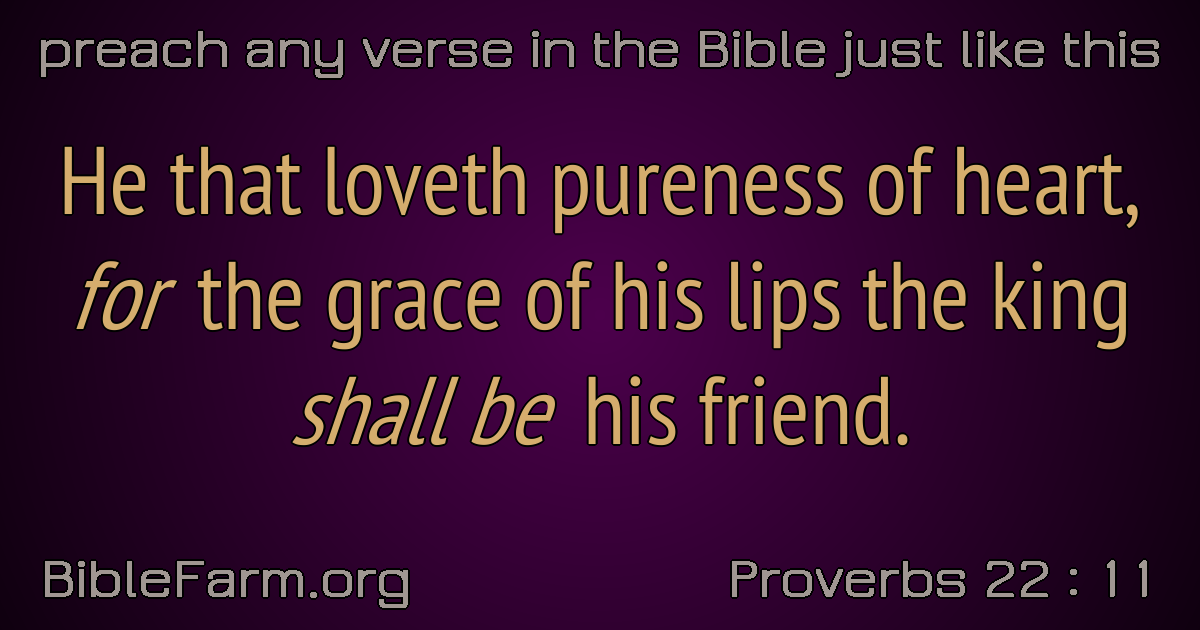 preach any verse in the Bible just like this
He that loveth pureness of heart,
for the grace of his lips the king
shall be his friend.
BibleFarm.org
Proverbs 22 : 11